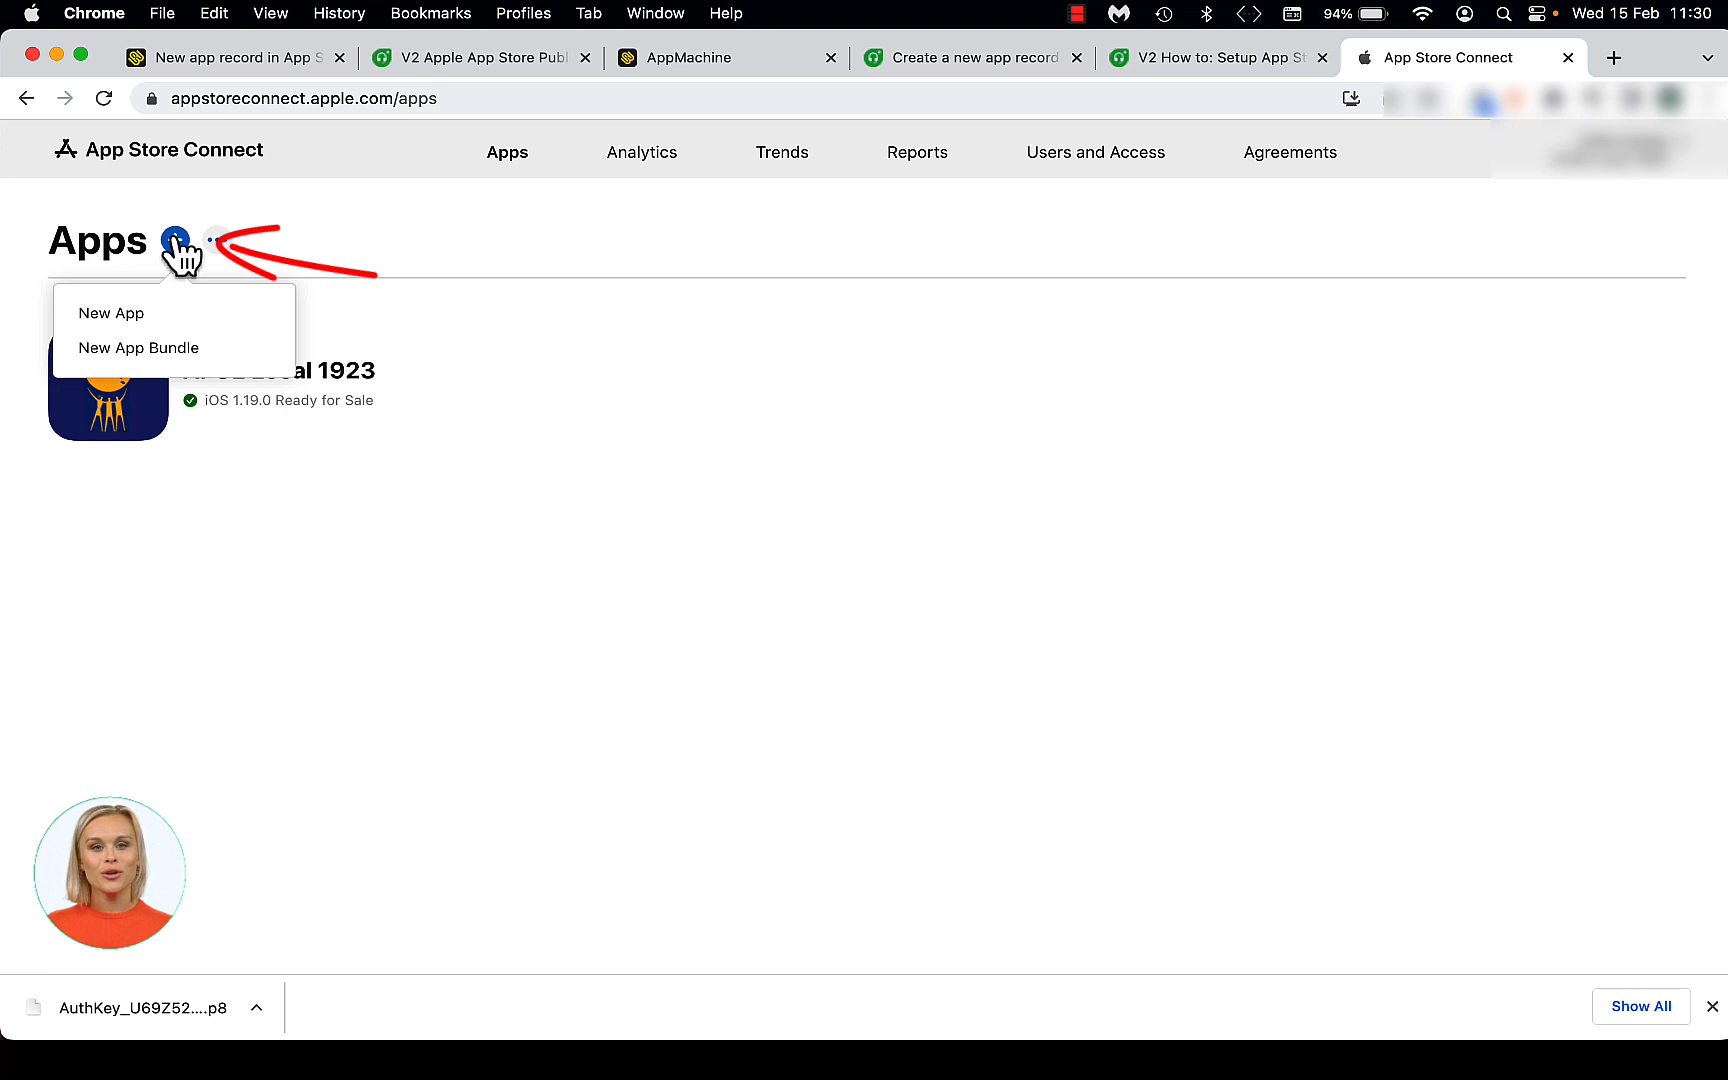 Chrome File Edit View History Bookmarks Profiles Tab Window Help 94% Wed 15 Feb 11:30
New app record in App S V2 Apple App Store Publ AppMachine Create a new app record V2 How to: Setup App St App Store Connect
appstoreconnect.apple.com/apps
App Store Connect Apps Analytics Trends Reports Users and Access Agreements
Apps
New App
New App Bundle
1923
iOS 1.19.0 Ready for Sale
AuthKey_U69Z52....p8 Show All